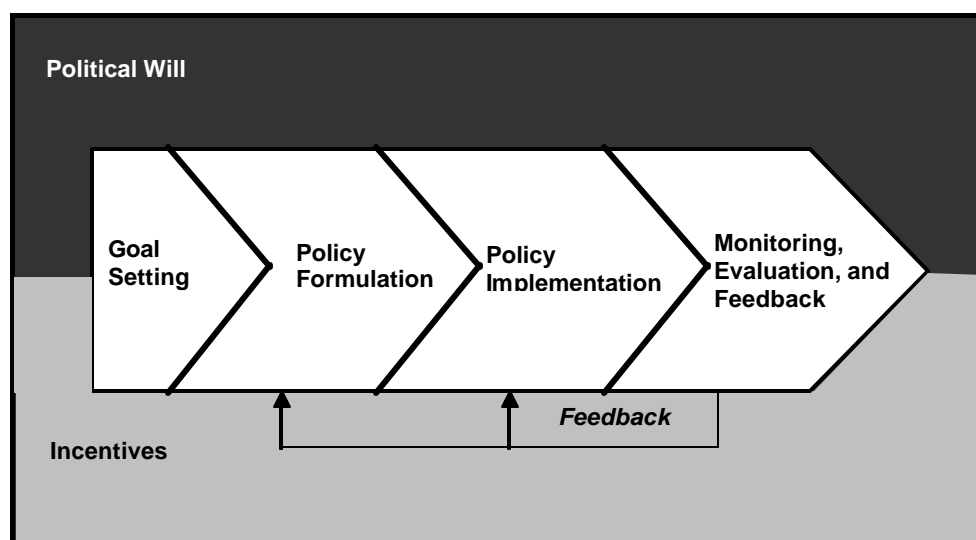 Political Will
Goal
Setting
Policy
Formulation
Policy
Implementation
Monitoring,
Evaluation, and
Feedback
Feedback
Incentives